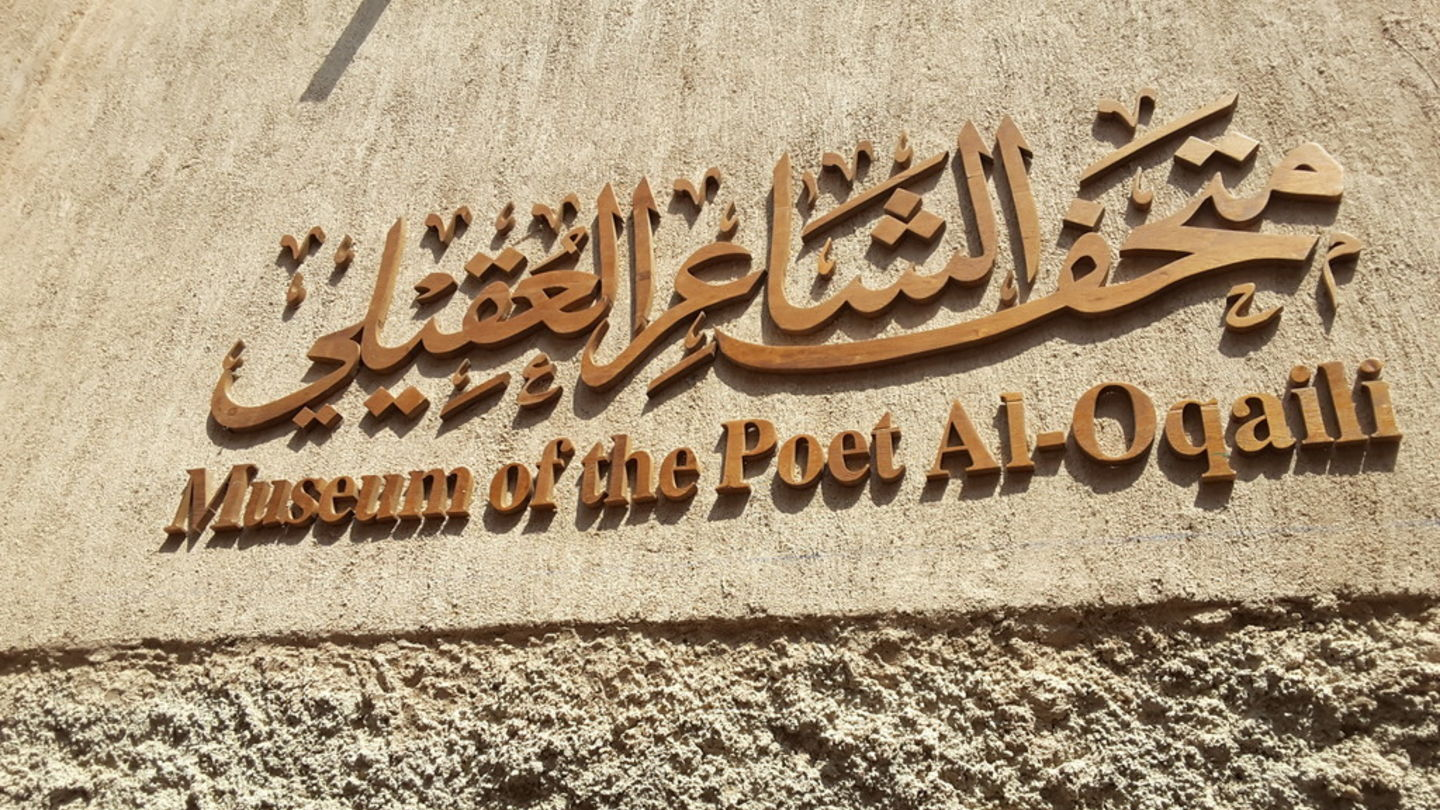 متحف الشاعر العقيلي
Museum of the Poet Al-Oqaili